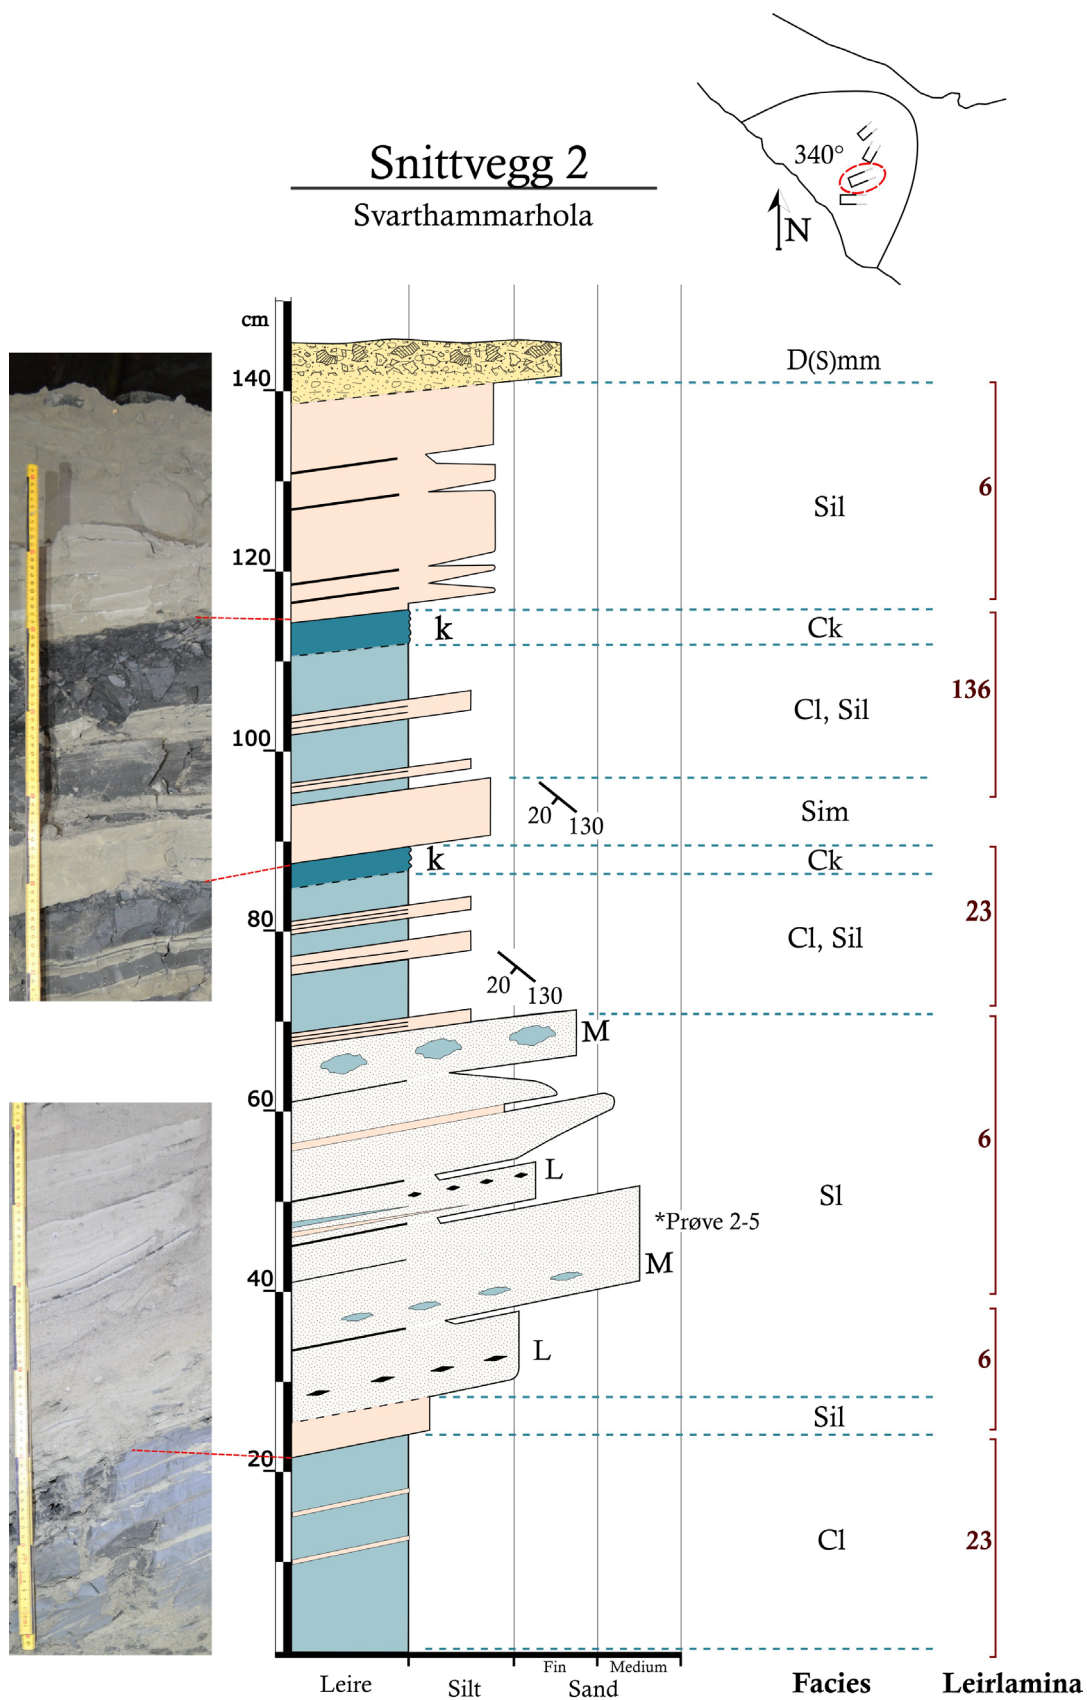 Snittvegg 2
Svarthammarhola
340°
N
cm
140
D(S)mm
6
Sil
120
k
Ck
136
Cl, Sil
100
20
130
Sim
k
Ck
80
23
Cl, Sil
20
130
M
60
6
L
Sl
*Prøve 2-5
M
40
L
6
Sil
20
Cl
23
Fin
Medium
Leire
Silt
Sand
Facies
Leirlamina